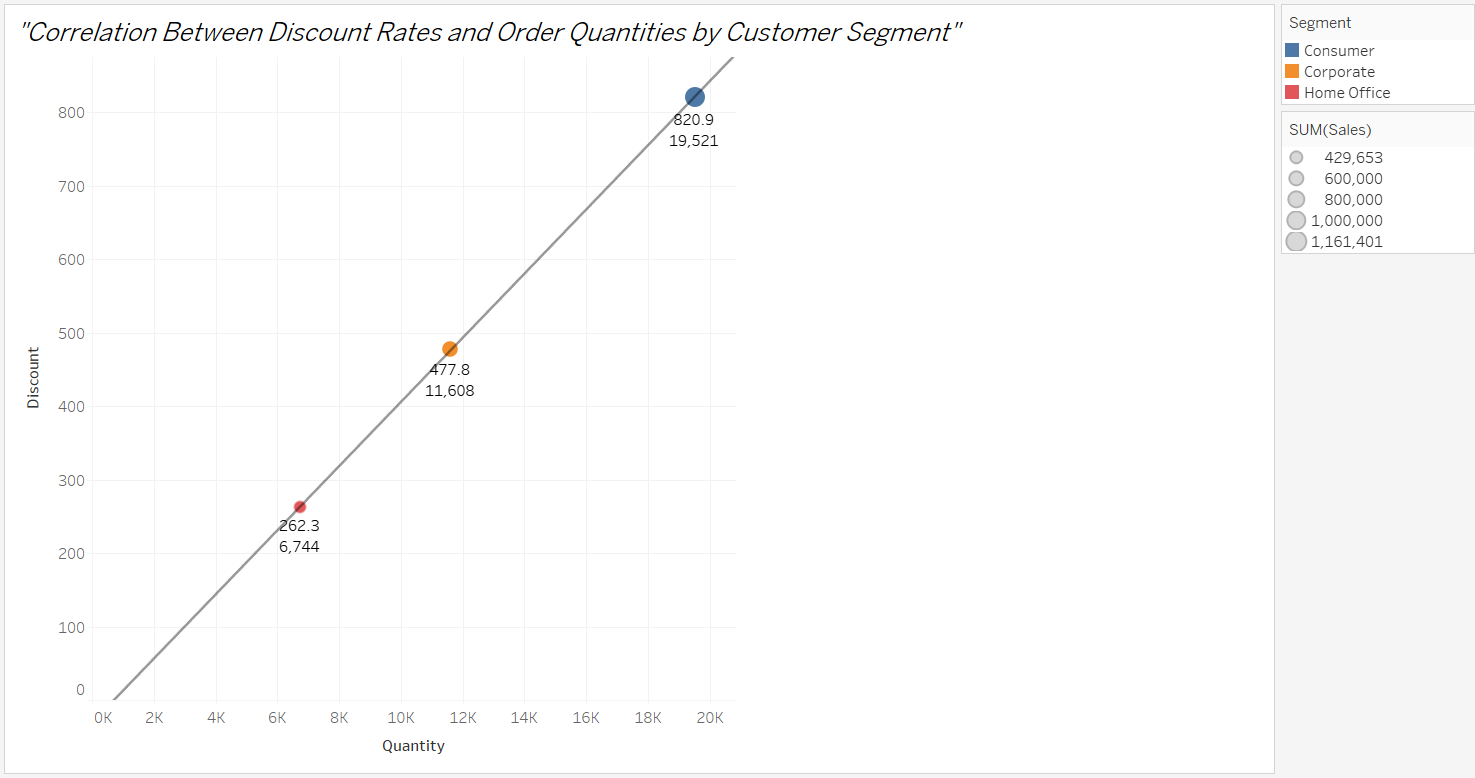 "Correlation Between Discount Rates and Order Quantities by Customer Segment"
800
700
600
500
400
300
200
100
0
Discount
820.9
19,521
477.8
11,608
262.3
6,744
0K 2K 4K 6K 8K 10K 12K 14K 16K 18K 20K
Quantity
Segment
Consumer
Corporate
Home Office
SUM(Sales)
429,653
600,000
800,000
1,000,000
1,161,401